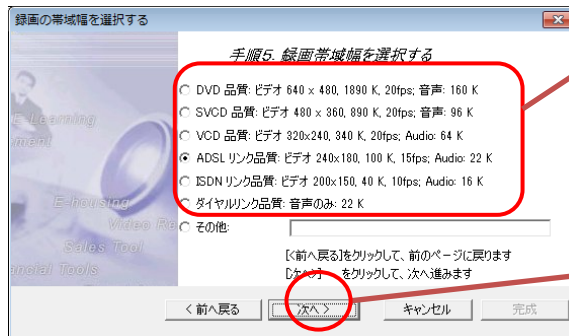 録画の帯域幅を選択する
手順5. 録画帯域幅を選択する
DVD 品質: ビデオ 640 x 480, 1890 K, 20fps; 音声: 160 K
SVCD 品質: ビデオ 480 x 360, 890 K, 20fps; 音声: 96 K
VCD 品質: ビデオ 320x240, 340 K, 20fps; Audio: 64 K
ADSL リンク品質: ビデオ 240x180, 100 K, 15fps; Audio: 22 K
ISDN リンク品質: ビデオ 200x150, 40 K, 10fps; Audio: 16 K
ダイヤルリンク品質: 音声のみ: 22 K
その他:
E-Learning
ment
E-housing
Video Re
Sales Tool
ancial Tools
[<前へ戻る]をクリックして、前のページに戻ります
[次へ>] をクリックして、次へ進みます
< 前へ戻る
次へ >
キャンセル
完成